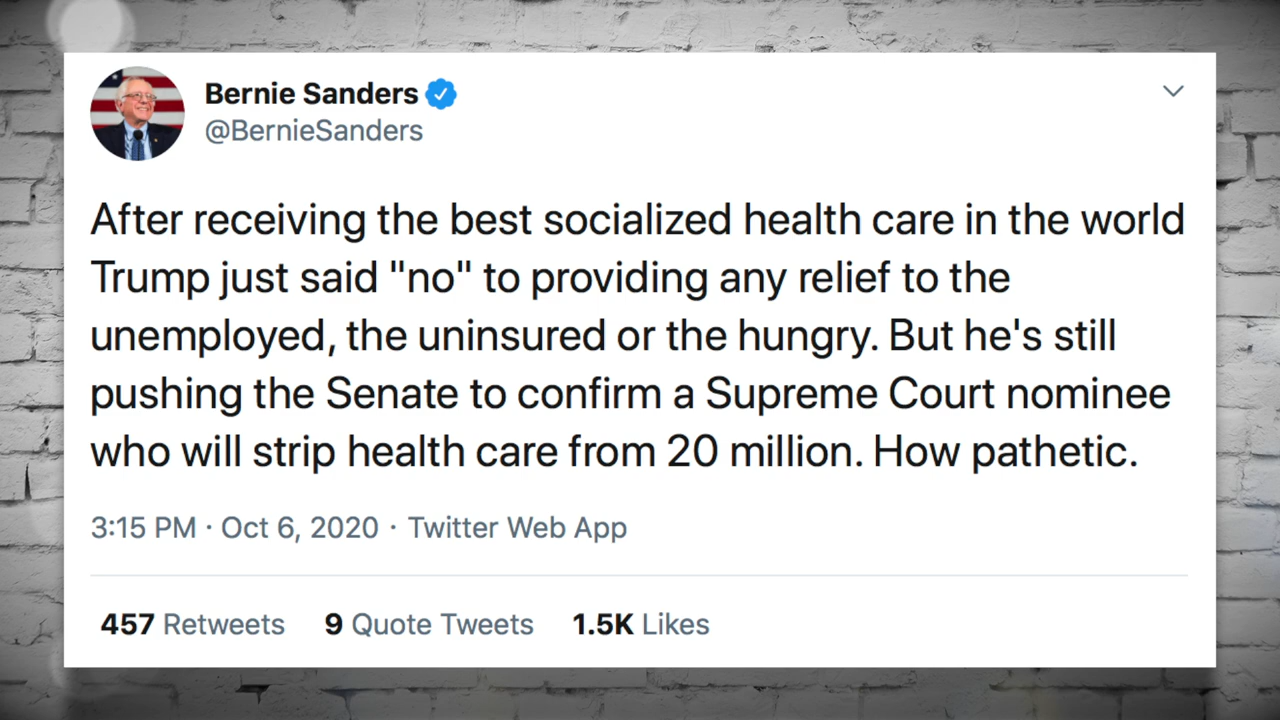 Bernie Sanders
@BernieSanders
After receiving the best socialized health care in the world
Trump just said "no" to providing any relief to the
unemployed, the uninsured or the hungry. But he's still
pushing the Senate to confirm a Supreme Court nominee
who will strip health care from 20 million. How pathetic.
3:15 PM · Oct 6, 2020 · Twitter Web App
457 Retweets 9 Quote Tweets 1.5K Likes